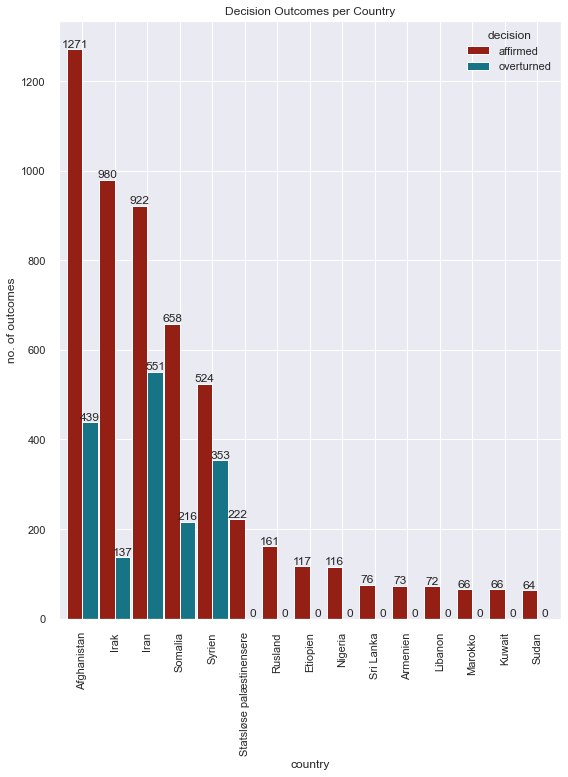 Decision Outcomes per Country
decision
affirmed
overturned
no. of outcomes
1200
1000
800
600
400
200
0
1271
439
980
137
922
551
658
216
524
353
222
0
161
0
117
0
116
0
76
0
73
0
72
0
66
0
66
0
64
0
Afghanistan
Irak
Iran
Somalia
Syrien
Statsløse palæstinensere
Rusland
Etiopien
Nigeria
Sri Lanka
Armenien
Libanon
Marokko
Kuwait
Sudan
country